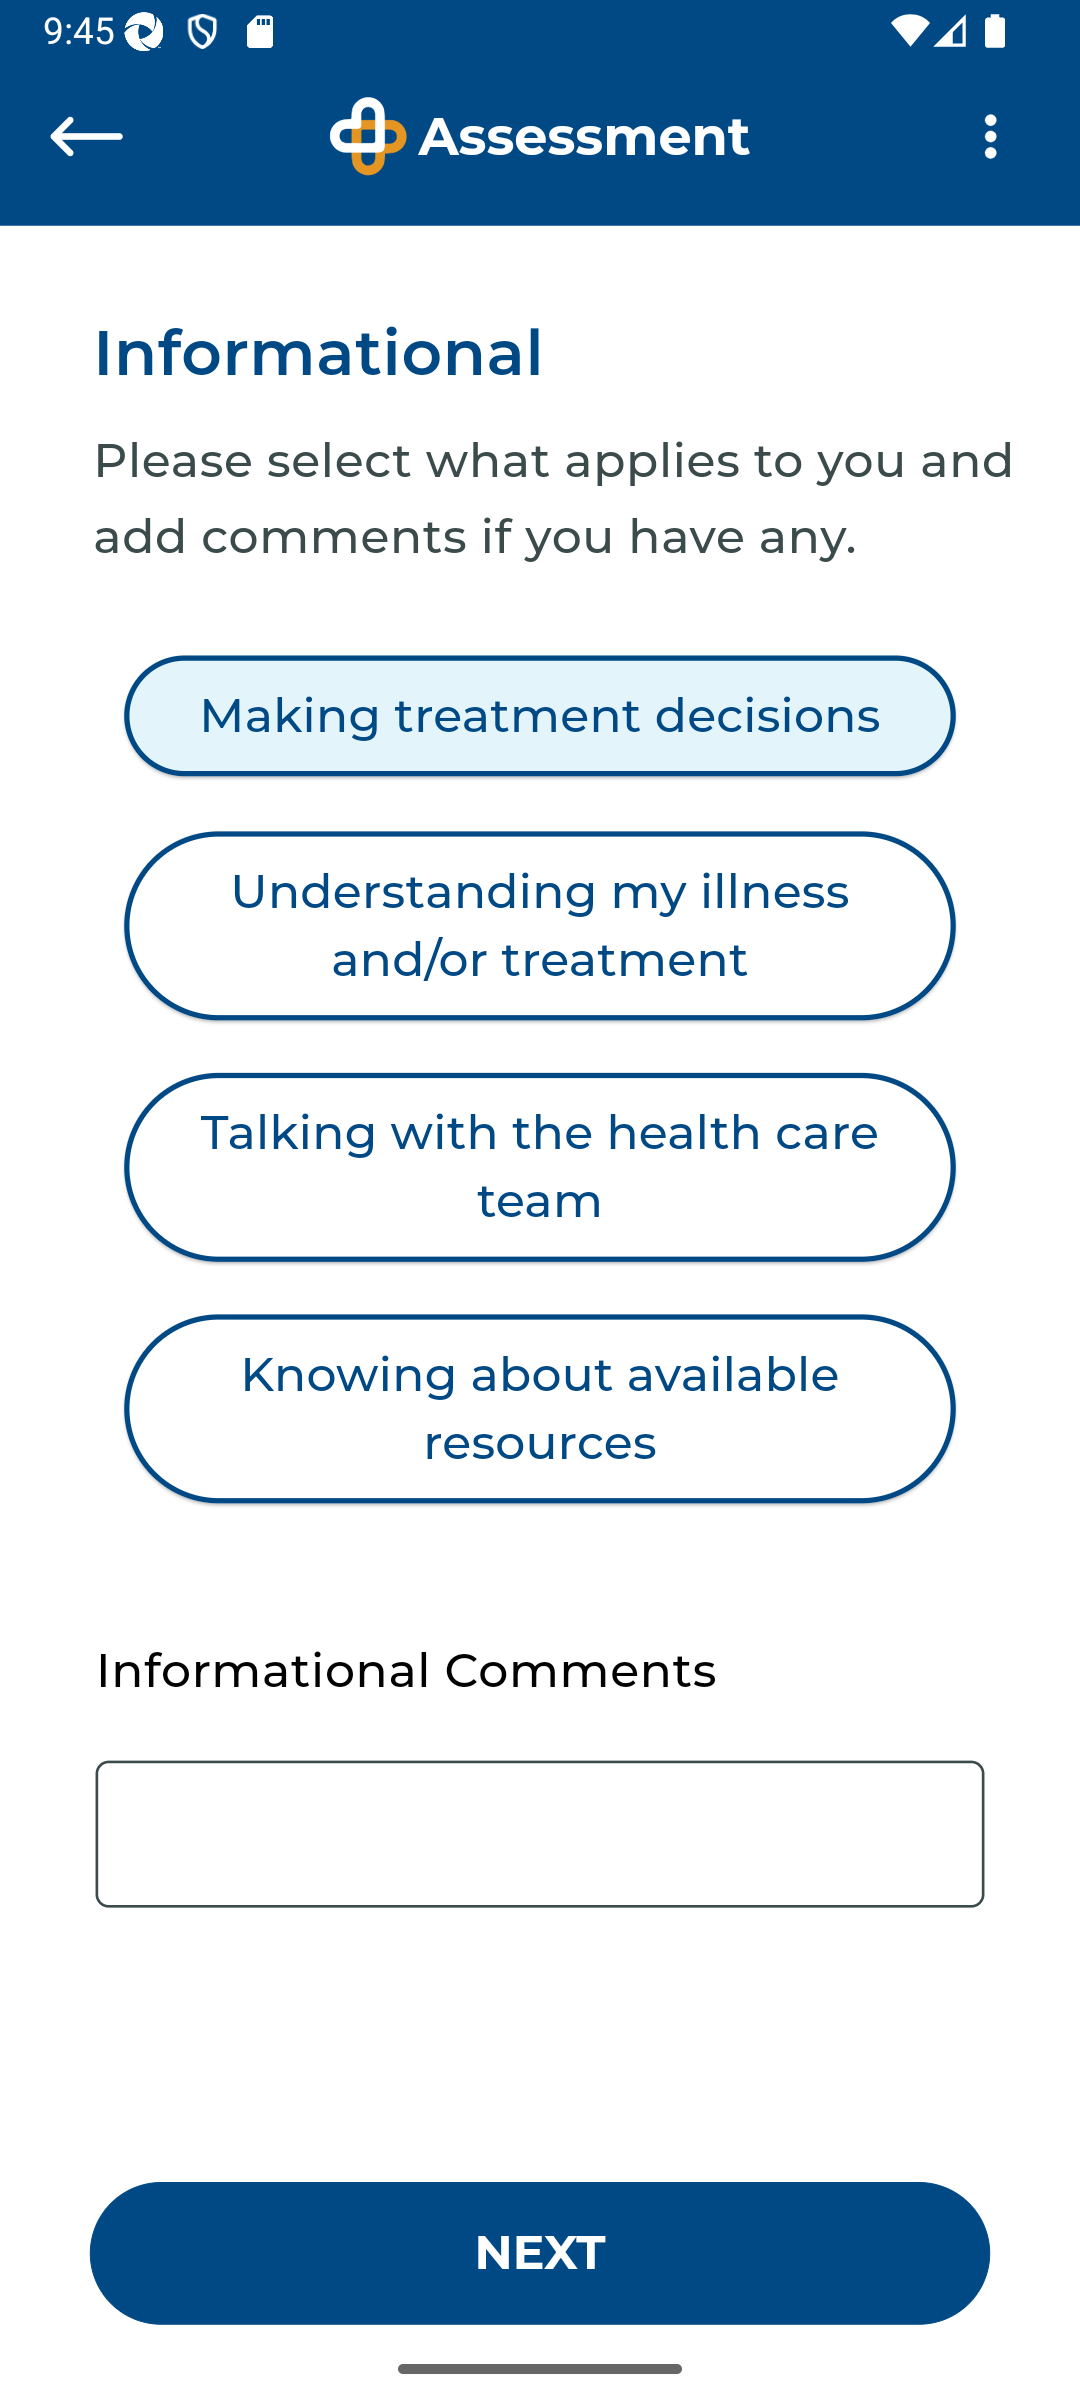 9:45
Assessment
Informational
Please select what applies to you and
add comments if you have any.
Making treatment decisions
Understanding my illness
and/or treatment
Talking with the health care
team
Knowing about available
resources
Informational Comments
NEXT